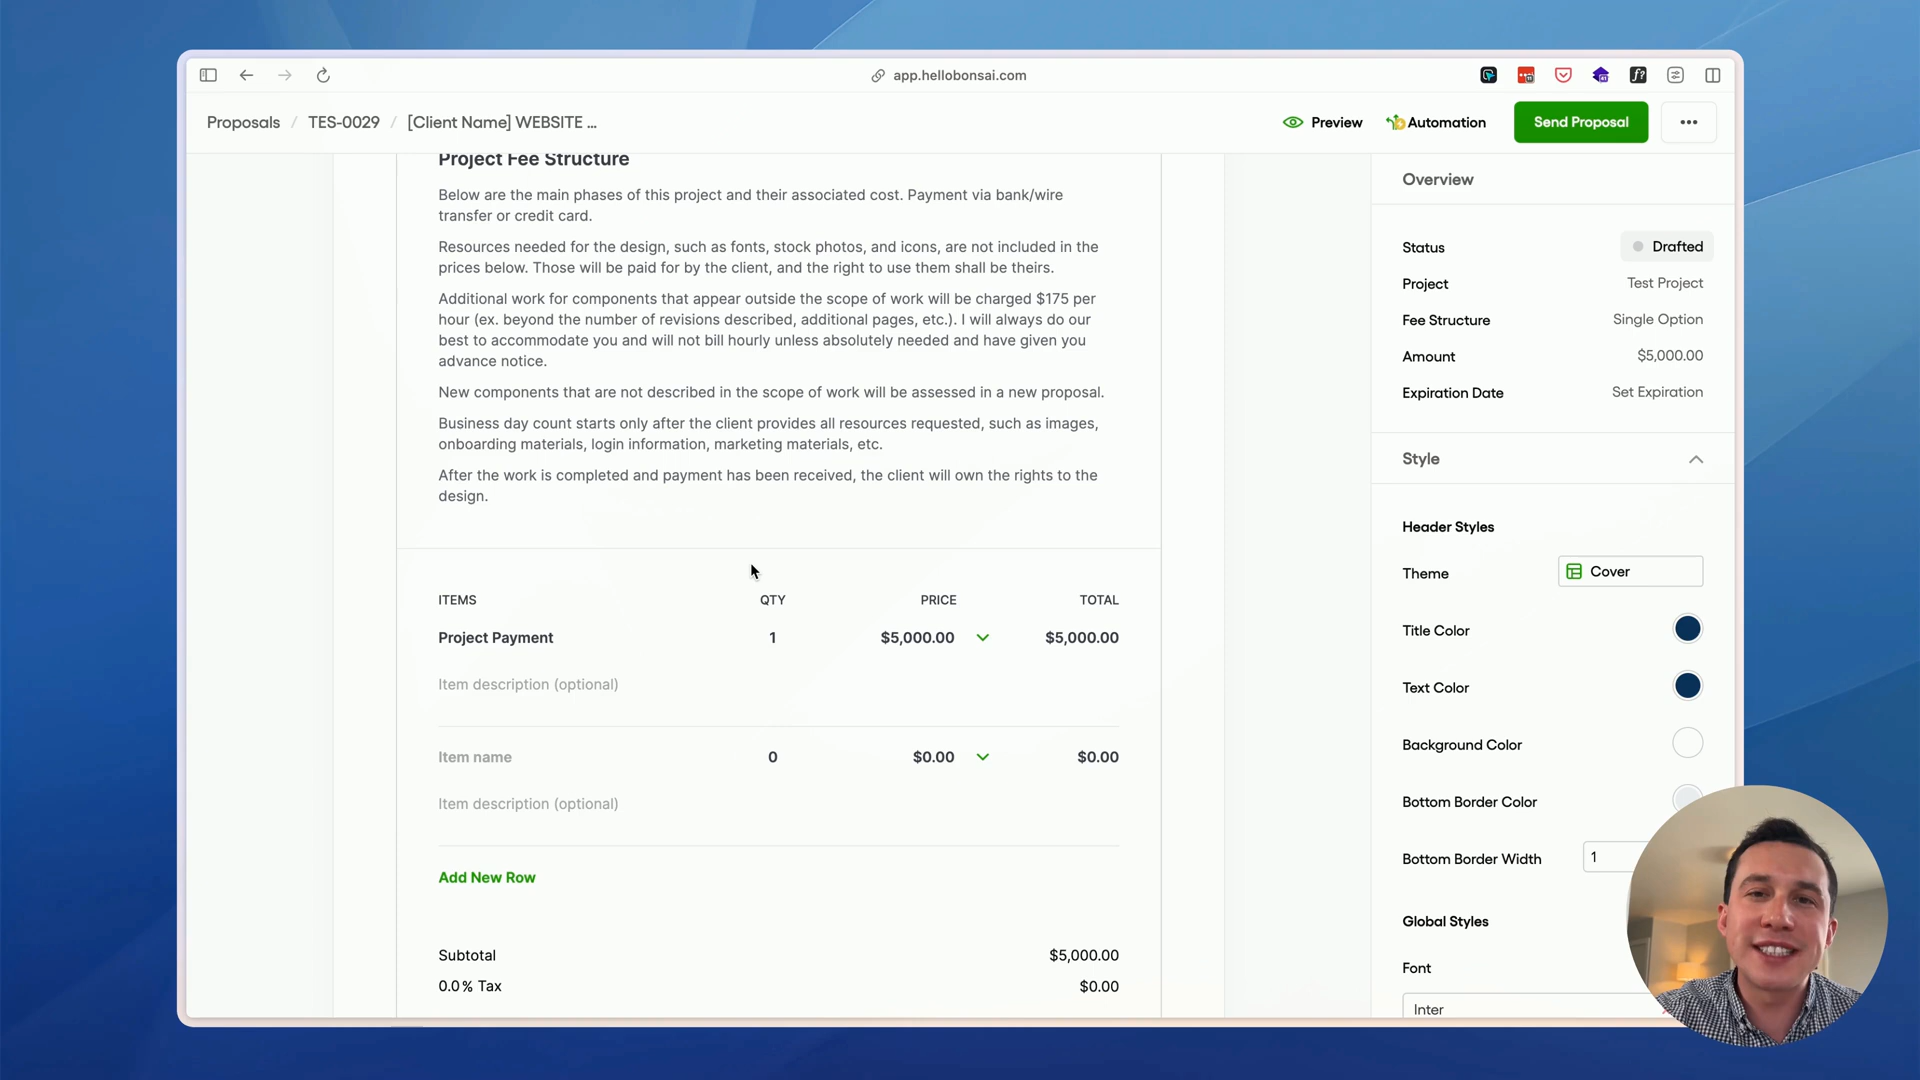 app.hellobonsai.com
Proposals / TES-0029 / [Client Name] WEBSITE ...
Preview
Automation
Send Proposal
Project Fee Structure
Below are the main phases of this project and their associated cost. Payment via bank/wire
transfer or credit card.
Resources needed for the design, such as fonts, stock photos, and icons, are not included in the
prices below. Those will be paid for by the client, and the right to use them shall be theirs.
Additional work for components that appear outside the scope of work will be charged $175 per
hour (ex. beyond the number of revisions described, additional pages, etc.). I will always do our
best to accommodate you and will not bill hourly unless absolutely needed and have given you
advance notice.
New components that are not described in the scope of work will be assessed in a new proposal.
Business day count starts only after the client provides all resources requested, such as images,
onboarding materials, login information, marketing materials, etc.
After the work is completed and payment has been received, the client will own the rights to the
design.
ITEMS QTY PRICE TOTAL
Project Payment 1 $5,000.00 $5,000.00
Item description (optional)
Item name 0 $0.00 $0.00
Item description (optional)
Add New Row
Subtotal $5,000.00
0.0% Tax $0.00
Overview
Status Drafted
Project Test Project
Fee Structure Single Option
Amount $5,000.00
Expiration Date Set Expiration
Style
Header Styles
Theme Cover
Title Color
Text Color
Background Color
Bottom Border Color
Bottom Border Width 1
Global Styles
Font
Inter